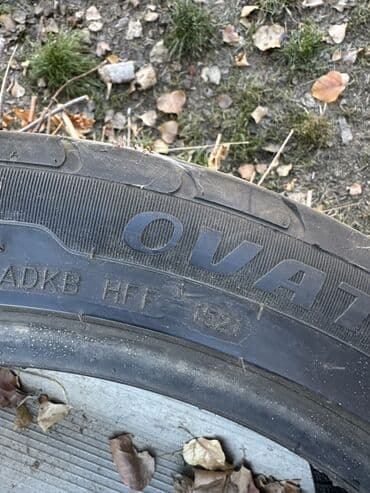 OVAT
ADKB HFF 1521